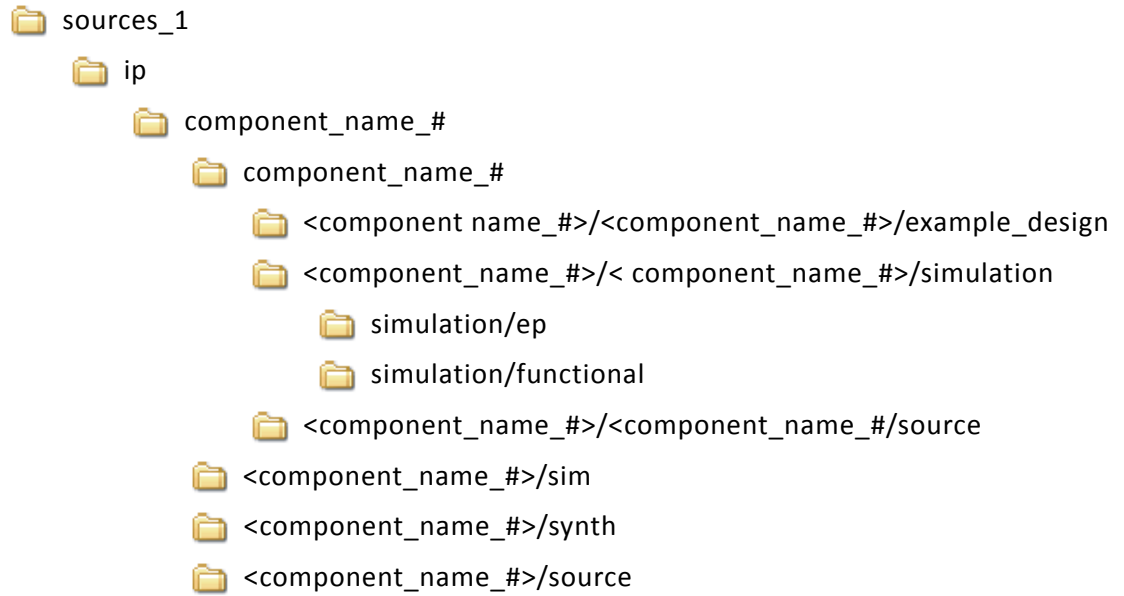 sources_1
ip
component_name_#
component_name_#
<component name_#>/<component_name_#>/example_design
<component_name_#>/< component_name_#>/simulation
simulation/ep
simulation/functional
<component_name_#>/<component_name_#/source
<component_name_#>/sim
<component_name_#>/synth
<component_name_#>/source